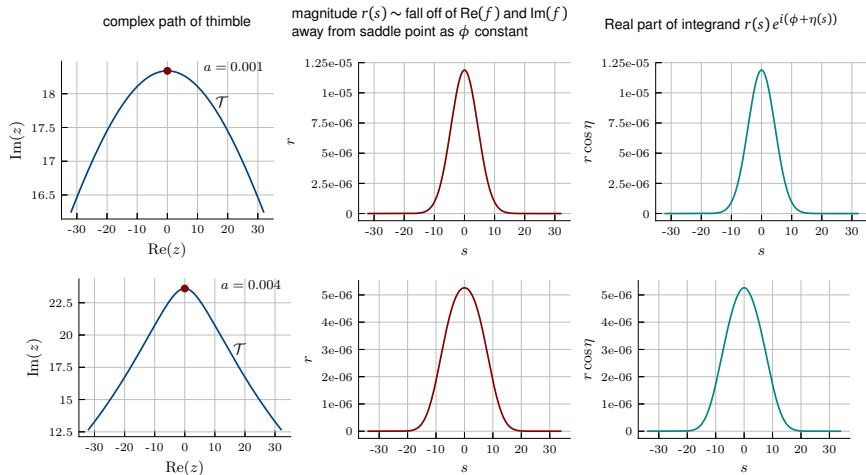 complex path of thimble
magnitude r(s) ∼ fall off of Re(f) and Im(f)
away from saddle point as ϕ constant
Real part of integrand r(s) e^{i(ϕ+η(s))}
a = 0.001
𝒯
18
17.5
17
16.5
Im(z)
-30 -20 -10 0 10 20 30
Re(z)
1.25e-05
1e-05
7.5e-06
5e-06
2.5e-06
0
r
-30 -20 -10 0 10 20 30
s
1.25e-05
1e-05
7.5e-06
5e-06
2.5e-06
0
r cos η
-30 -20 -10 0 10 20 30
s
a = 0.004
𝒯
22.5
20
17.5
15
12.5
Im(z)
-30 -20 -10 0 10 20 30
Re(z)
5e-06
4e-06
3e-06
2e-06
1e-06
0
r
-30 -20 -10 0 10 20 30
s
5e-06
4e-06
3e-06
2e-06
1e-06
0
r cos η
-30 -20 -10 0 10 20 30
s